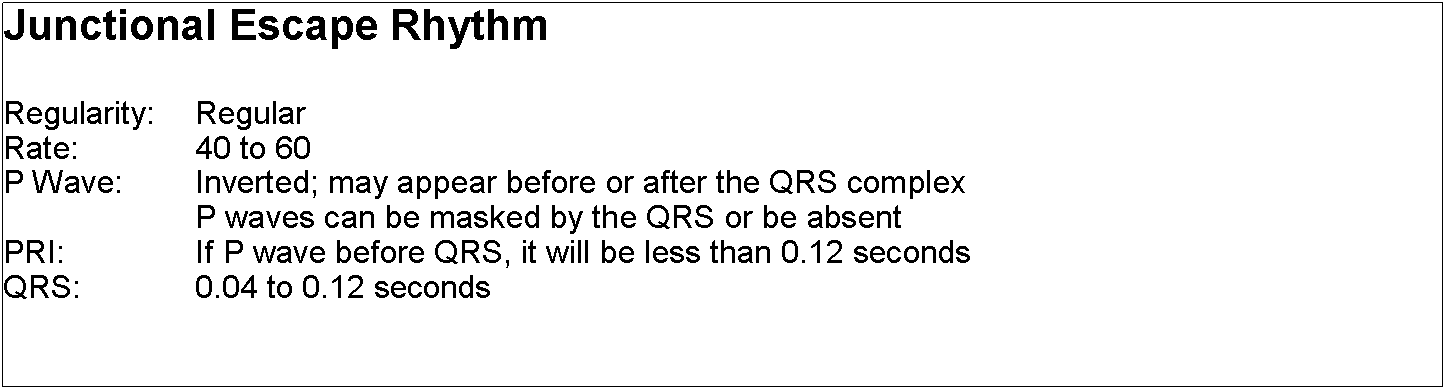 Junctional Escape Rhythm
Regularity: Regular
Rate: 40 to 60
P Wave: Inverted; may appear before or after the QRS complex
P waves can be masked by the QRS or be absent
PRI: If P wave before QRS, it will be less than 0.12 seconds
QRS: 0.04 to 0.12 seconds